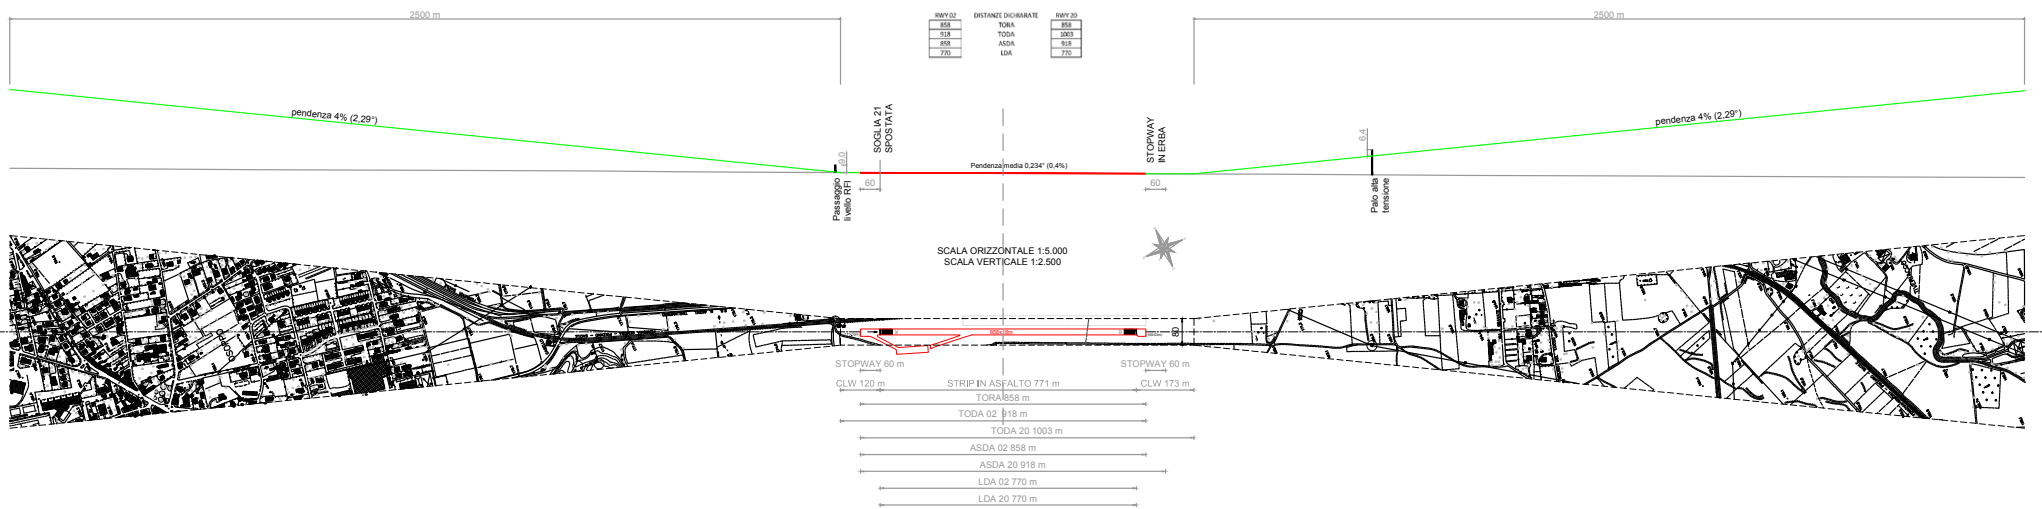 2500 m
RWY 02 DISTANZE DICHIARATE RWY 20
858 TORA 858
918 TODA 1003
858 ASDA 918
770 LDA 770
2500 m
pendenza 4% (2,29°)
SOGLIA 21
SPOSTATA
STOPWAY
IN ERBA
pendenza 4% (2,29°)
9.0
6.4
Pendenza media 0,234° (0,4%)
60
60
Passaggio
livello RFI
Palo alta
tensione
SCALA ORIZZONTALE 1:5.000
SCALA VERTICALE 1:2.500
80
STOPWAY 60 m
STOPWAY 60 m
CLW 120 m
STRIP IN ASFALTO 771 m
CLW 173 m
TORA 858 m
TODA 02 918 m
TODA 20 1003 m
ASDA 02 858 m
ASDA 20 918 m
LDA 02 770 m
LDA 20 770 m